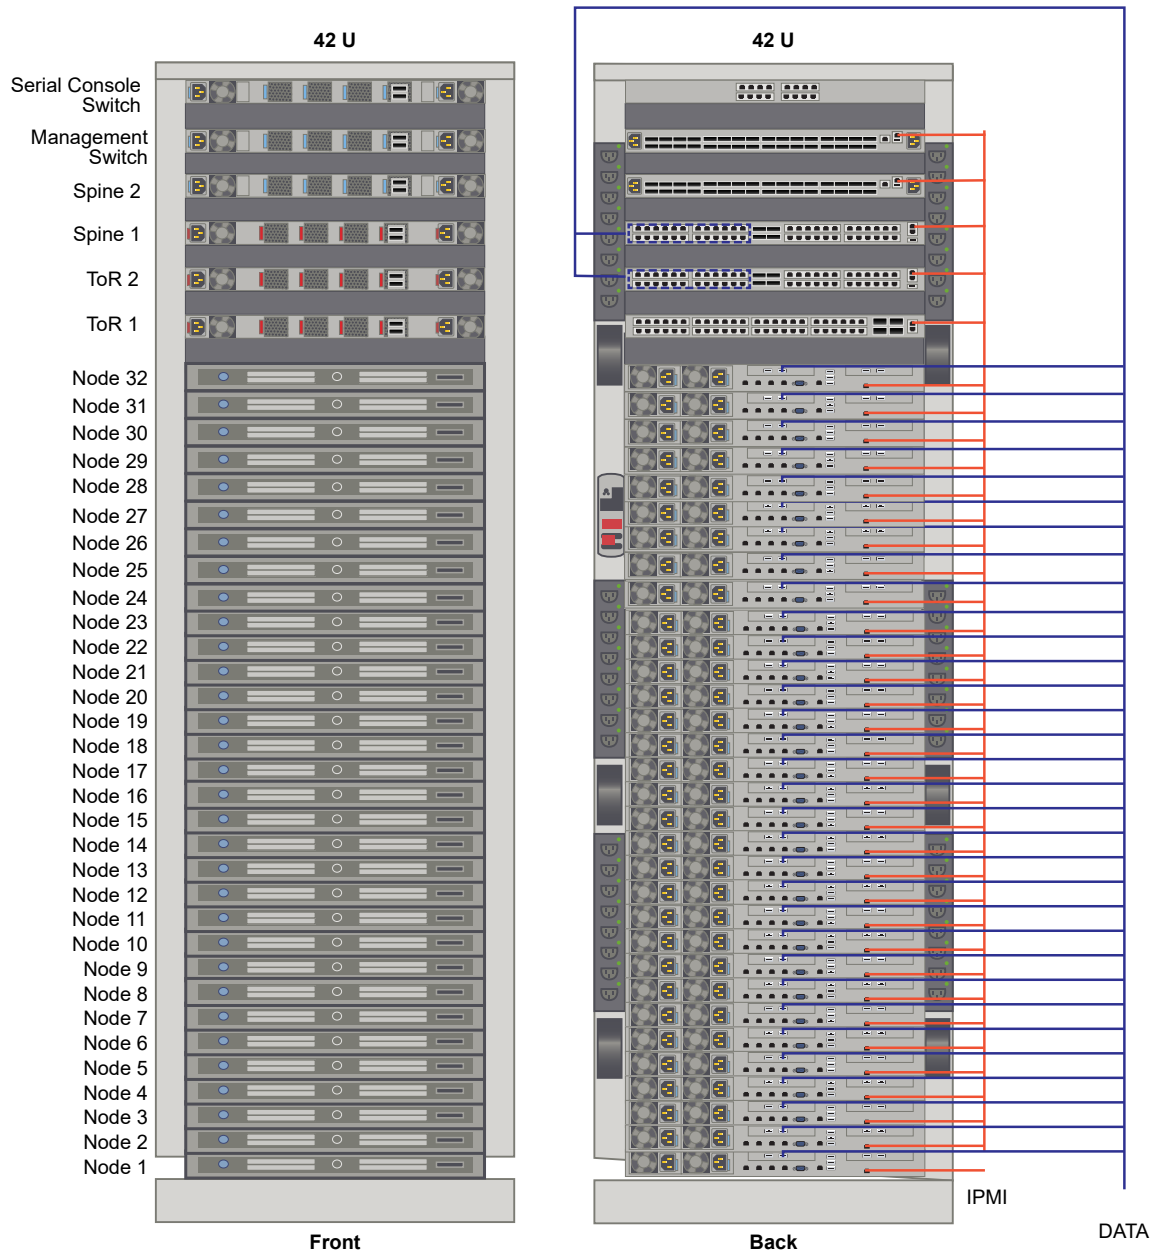 42 U
42 U
Serial Console
Switch
Management
Switch
Spine 2
Spine 1
ToR 2
ToR 1
Node 32
Node 31
Node 30
Node 29
Node 28
Node 27
Node 26
Node 25
Node 24
Node 23
Node 22
Node 21
Node 20
Node 19
Node 18
Node 17
Node 16
Node 15
Node 14
Node 13
Node 12
Node 11
Node 10
Node 9
Node 8
Node 7
Node 6
Node 5
Node 4
Node 3
Node 2
Node 1
IPMI
DATA
Front
Back